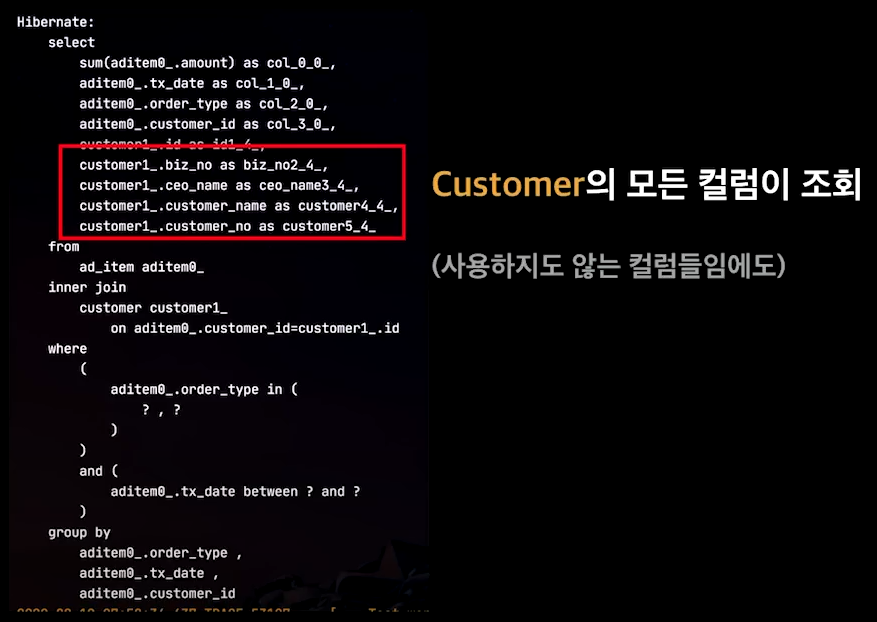 Hibernate:
select
sum(aditem0_.amount) as col_0_0_,
aditem0_.tx_date as col_1_0_,
aditem0_.order_type as col_2_0_,
aditem0_.customer_id as col_3_0_,
customer1_.id as id1_4_,
customer1_.biz_no as biz_no2_4_,
customer1_.ceo_name as ceo_name3_4_,
customer1_.customer_name as customer4_4_,
customer1_.customer_no as customer5_4_
from
ad_item aditem0_
inner join
customer customer1_
on aditem0_.customer_id=customer1_.id
where
(
aditem0_.order_type in (
? , ?
)
)
and (
aditem0_.tx_date between ? and ?
)
group by
aditem0_.order_type ,
aditem0_.tx_date ,
aditem0_.customer_id
Customer의 모든 컬럼이 조회
(사용하지도 않는 컬럼들임에도)